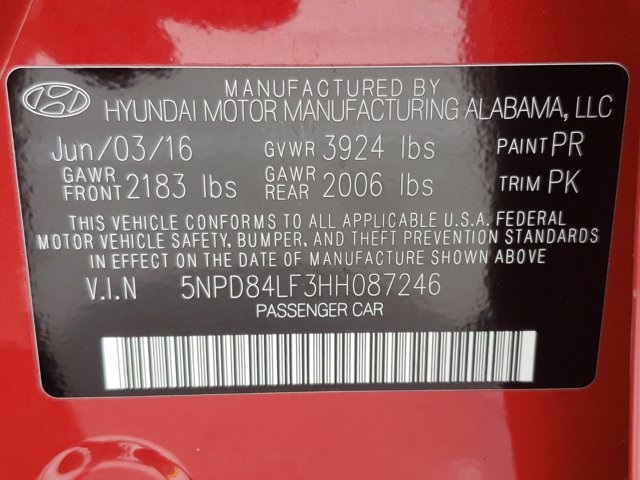 MANUFACTURED BY
HYUNDAI MOTOR MANUFACTURING ALABAMA, LLC
Jun/03/16 GVWR 3924 lbs PAINT PR
GAWR FRONT 2183 lbs GAWR REAR 2006 lbs TRIM PK
THIS VEHICLE CONFORMS TO ALL APPLICABLE U.S.A. FEDERAL
MOTOR VEHICLE SAFETY, BUMPER, AND THEFT PREVENTION STANDARDS
IN EFFECT ON THE DATE OF MANUFACTURE SHOWN ABOVE.
V.I.N 5NPD84LF3HH087246
PASSENGER CAR